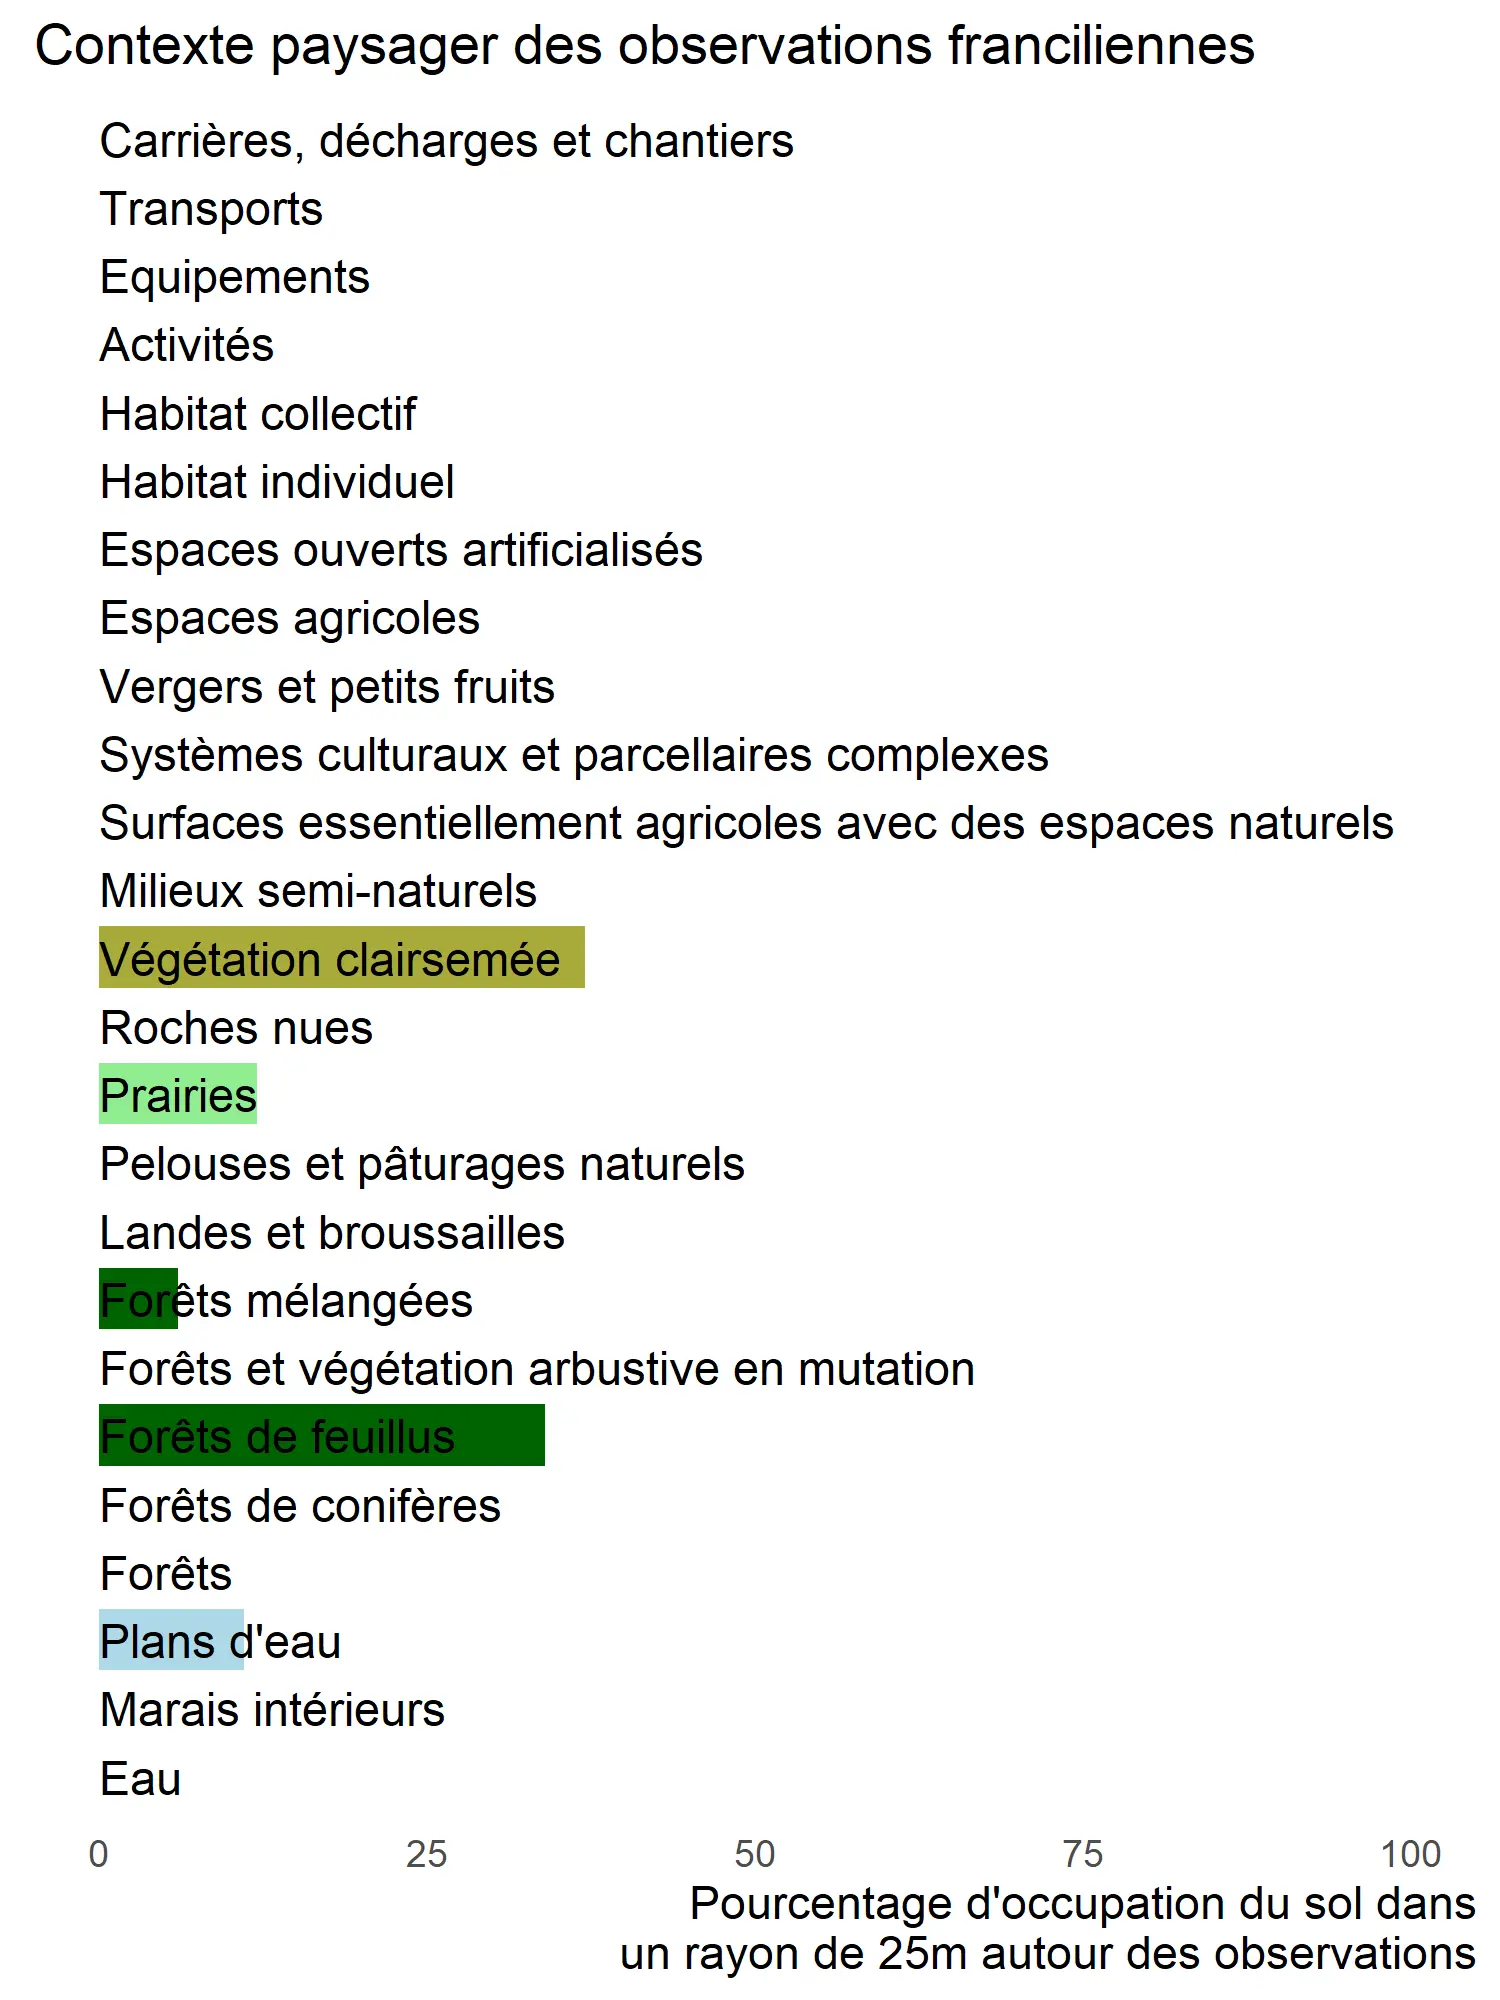 Contexte paysager des observations franciliennes
Carrières, décharges et chantiers
Transports
Equipements
Activités
Habitat collectif
Habitat individuel
Espaces ouverts artificialisés
Espaces agricoles
Vergers et petits fruits
Systèmes culturaux et parcellaires complexes
Surfaces essentiellement agricoles avec des espaces naturels
Milieux semi-naturels
Végétation clairsemée
Roches nues
Prairies
Pelouses et pâturages naturels
Landes et broussailles
Forêts mélangées
Forêts et végétation arbustive en mutation
Forêts de feuillus
Forêts de conifères
Forêts
Plans d'eau
Marais intérieurs
Eau
0 25 50 75 100
Pourcentage d'occupation du sol dans
un rayon de 25m autour des observations